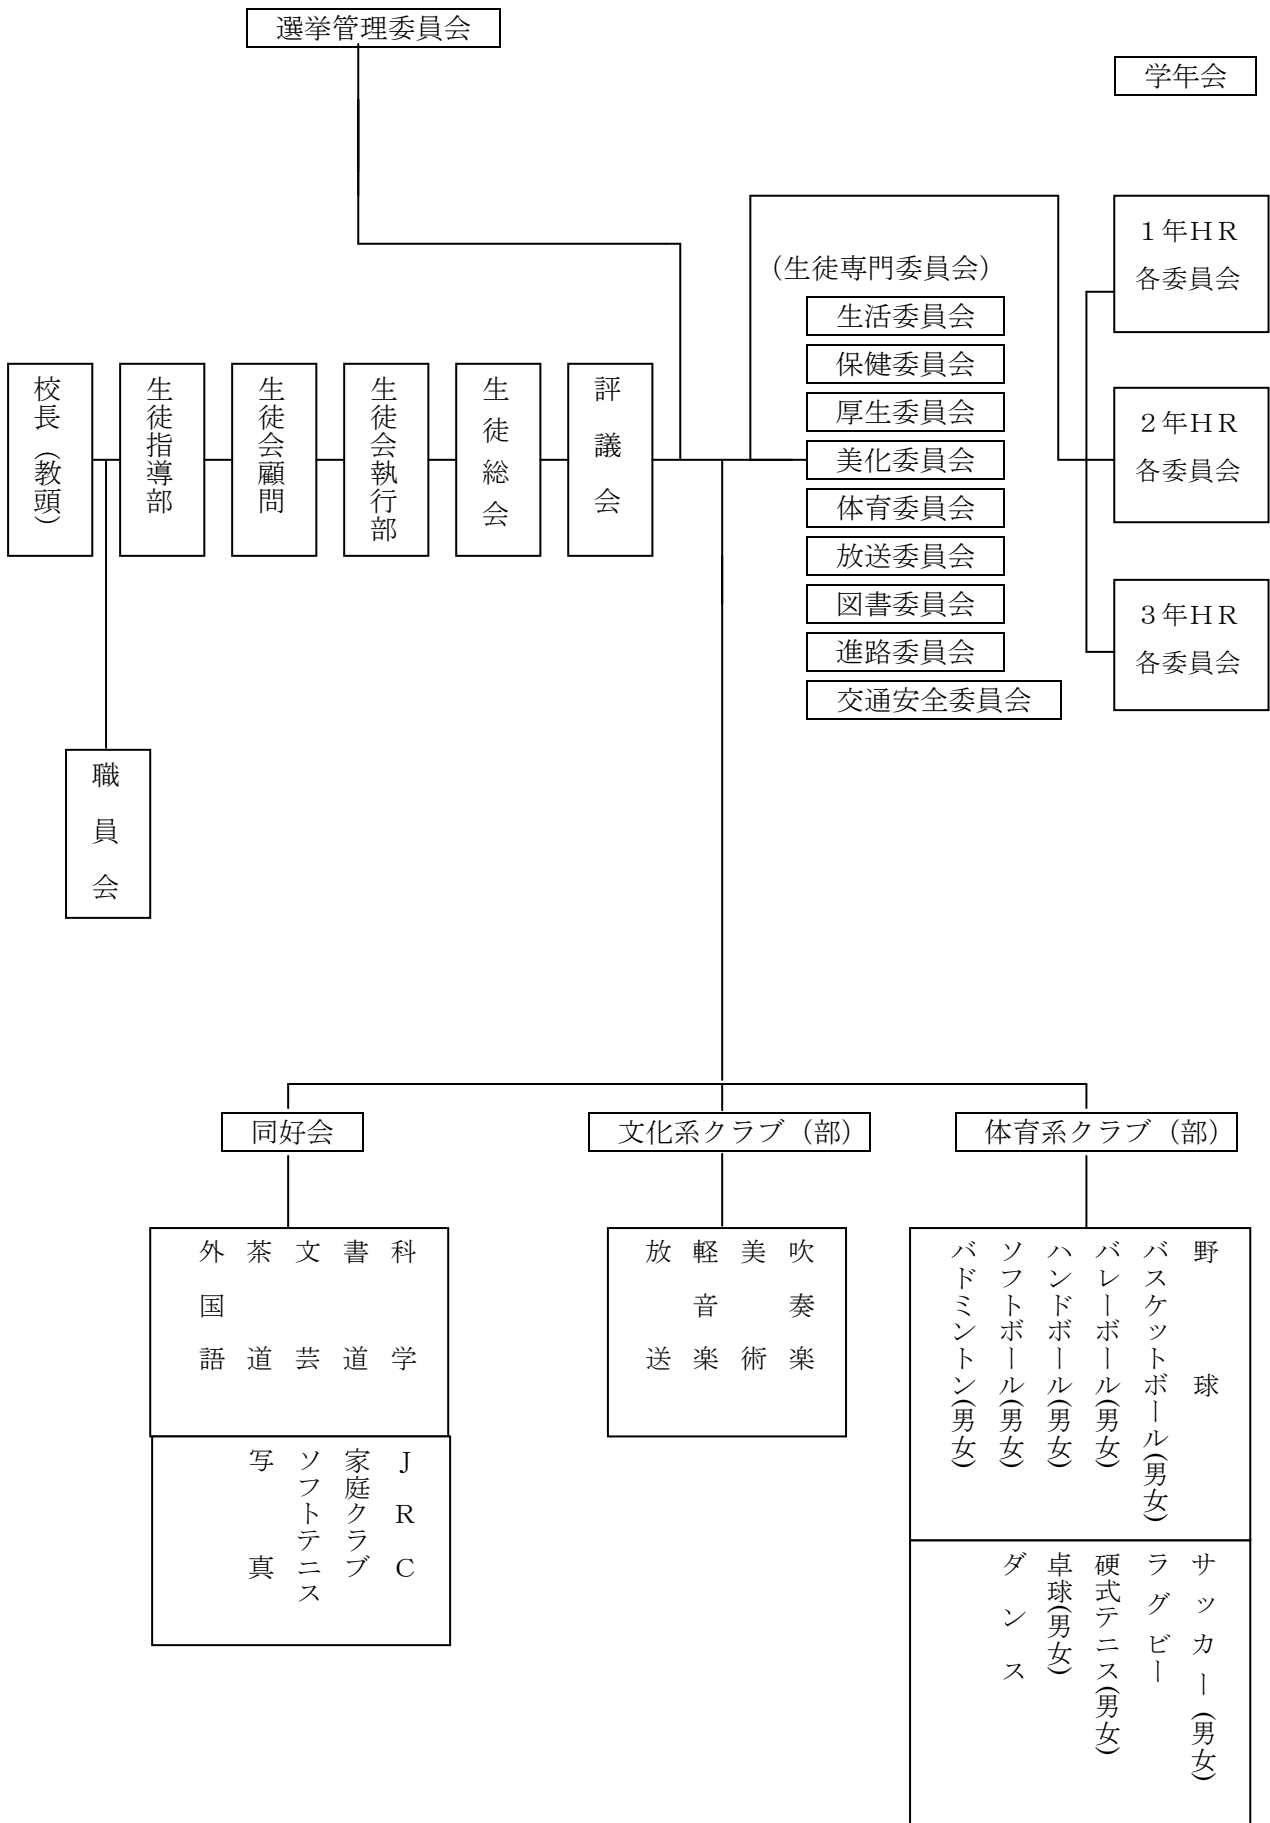 選挙管理委員会
学年会
1年HR
各委員会
(生徒専門委員会)
生活委員会
保健委員会
厚生委員会
美化委員会
体育委員会
放送委員会
図書委員会
進路委員会
交通安全委員会
2年HR
各委員会
3年HR
各委員会
校長(教頭)
生徒指導部
生徒会顧問
生徒会執行部
生徒総会
評議会
職員会
同好会
文化系クラブ(部)
体育系クラブ(部)
科学
書道
文芸
茶道
外国語
JRC
家庭クラブ
ソフトテニス
写真
吹奏楽
美術
軽音楽
放送
野球
バスケットボール(男女)
バレーボール(男女)
ハンドボール(男女)
ソフトボール(男女)
バドミントン(男女)
サッカー(男女)
ラグビー
硬式テニス(男女)
卓球(男女)
ダンス